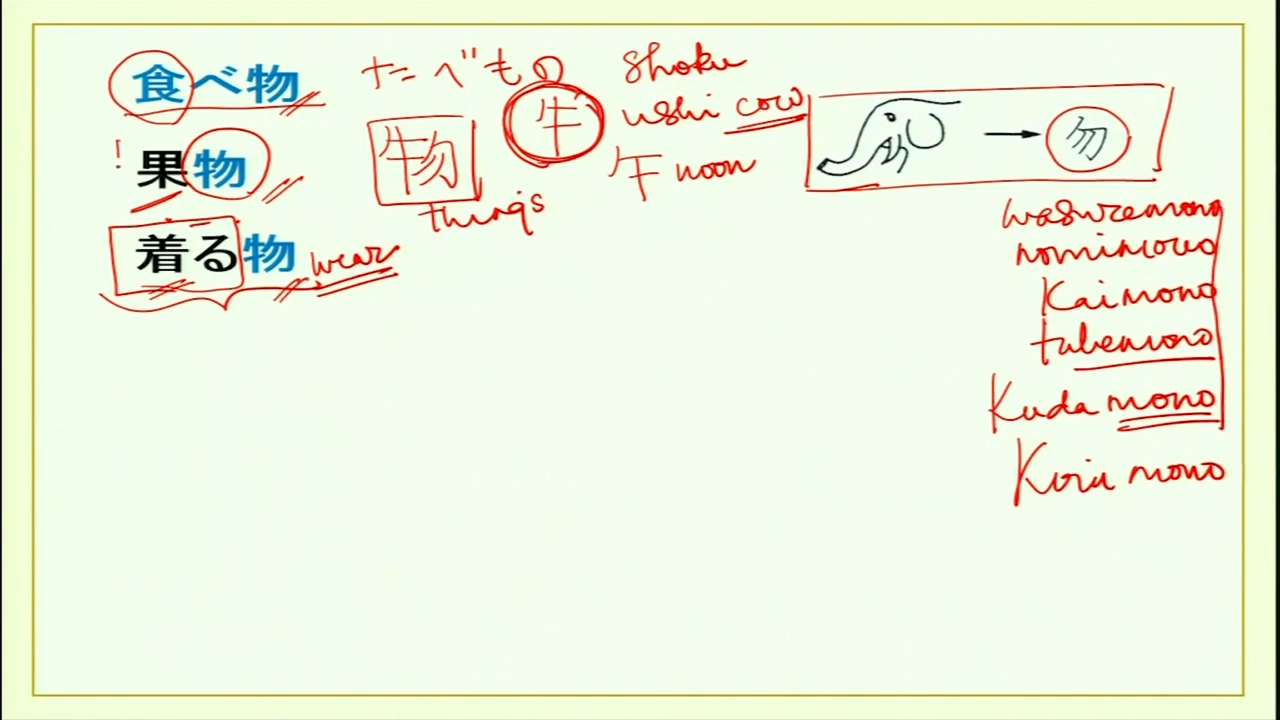 食べ物 たべもの shoku
! 果物 物 牛 ushi cow 勿
things 午 noon
着る物 wear
wasuremono
nomimono
Kaimono
tabemono
Kudamono
Kirumono